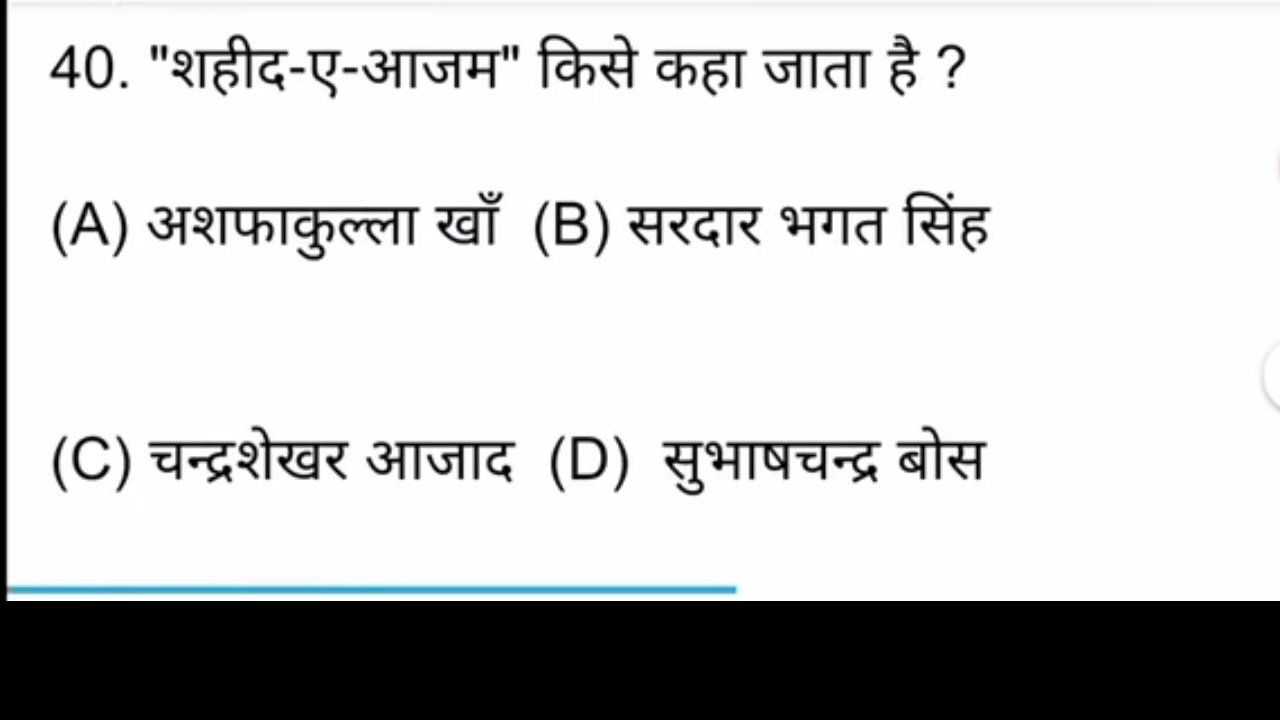 40. "शहीद-ए-आजम" किसे कहा जाता है ?
(A) अशफाकुल्ला खाँ (B) सरदार भगत सिंह
(C) चन्द्रशेखर आजाद (D) सुभाषचन्द्र बोस